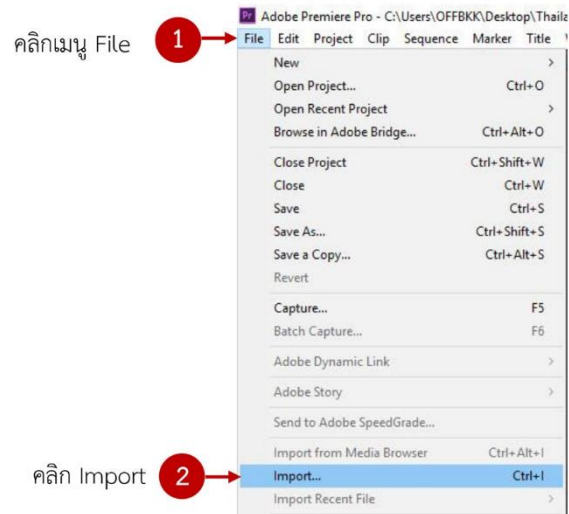 Pr Adobe Premiere Pro - C:\Users\OFFBKK\Desktop\Thaila
คลิกเมนู File 1 File Edit Project Clip Sequence Marker Title
New >
Open Project... Ctrl+O
Open Recent Project >
Browse in Adobe Bridge... Ctrl+Alt+O
Close Project Ctrl+Shift+W
Close Ctrl+W
Save Ctrl+S
Save As... Ctrl+Shift+S
Save a Copy... Ctrl+Alt+S
Revert
Capture... F5
Batch Capture... F6
Adobe Dynamic Link >
Adobe Story >
Send to Adobe SpeedGrade...
Import from Media Browser Ctrl+Alt+I
คลิก Import 2 Import... Ctrl+I
Import Recent File >